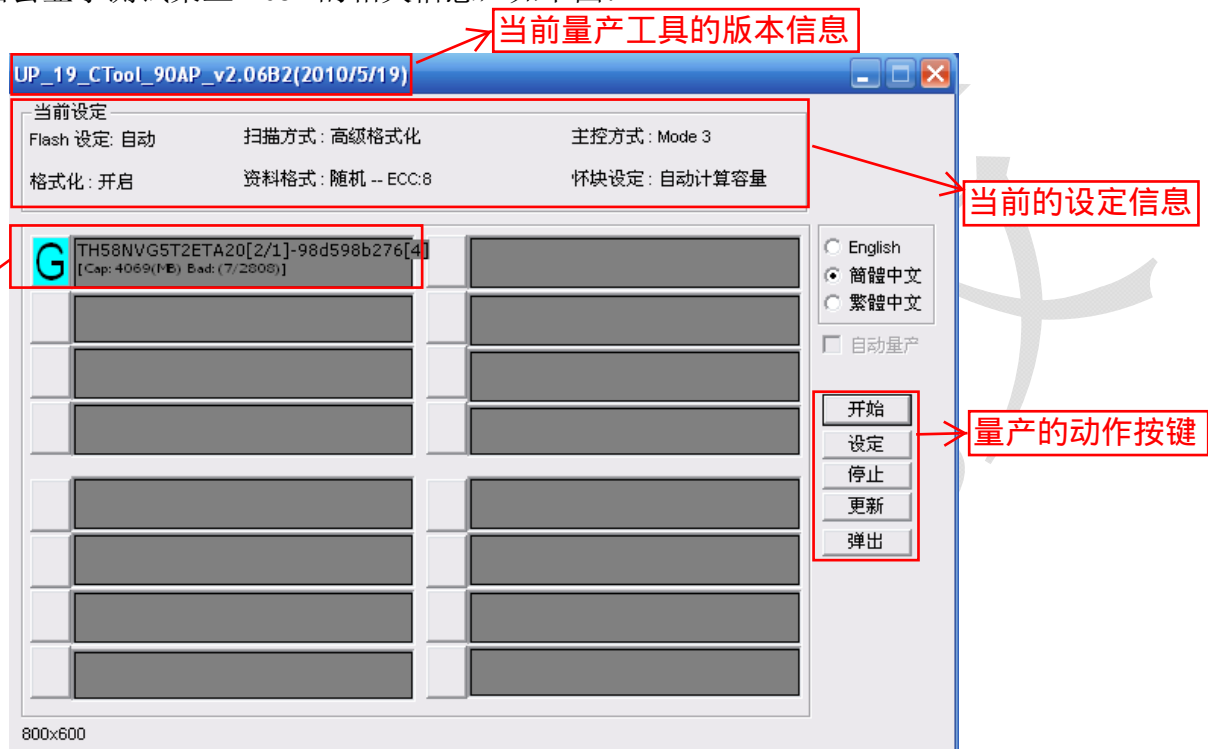 当前量产工具的版本信息
UP_19_CTool_90AP_v2.06B2(2010/5/19)
当前设定
Flash 设定: 自动 扫描方式 : 高级格式化 主控方式 : Mode 3
格式化 : 开启 资料格式 : 随机 -- ECC:8 怀块设定 : 自动计算容量
当前的设定信息
G TH58NVG5T2ETA20[2/1]-98d598b276[4]
[Cap: 4069(MB) Bad: (7/2808)]
English
簡體中文
繁體中文
自动量产
开始
设定
停止
更新
弹出
量产的动作按键
800x600